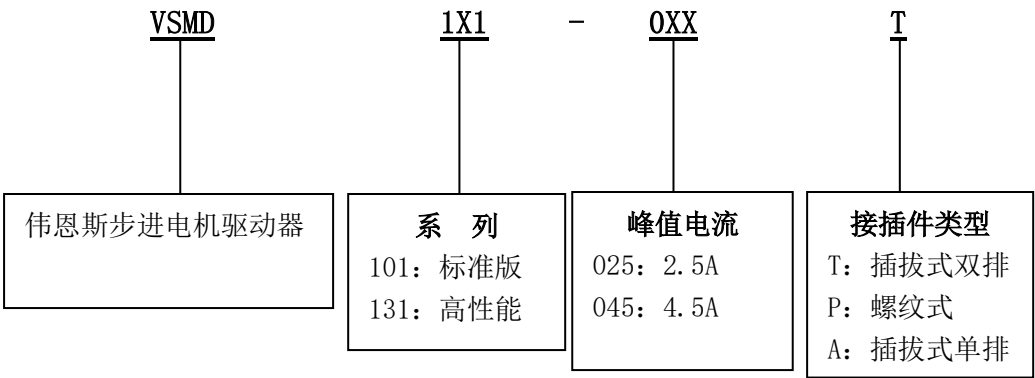 VSMD 1X1 - 0XX T
伟恩斯步进电机驱动器
系 列
101: 标准版
131: 高性能
峰值电流
025: 2.5A
045: 4.5A
接插件类型
T: 插拔式双排
P: 螺纹式
A: 插拔式单排